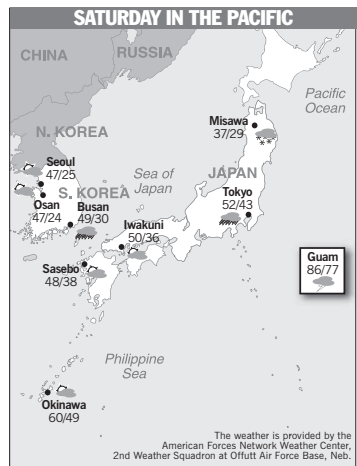 SATURDAY IN THE PACIFIC
CHINA
RUSSIA
Pacific
Ocean
N. KOREA
Misawa
37/29
Seoul
47/25
Sea of
Japan
JAPAN
S. KOREA
Osan
47/24
Busan
49/30
Tokyo
52/43
Iwakuni
50/36
Sasebo
48/38
Guam
86/77
Philippine
Sea
Okinawa
60/49
The weather is provided by the
American Forces Network Weather Center,
2nd Weather Squadron at Offutt Air Force Base, Neb.